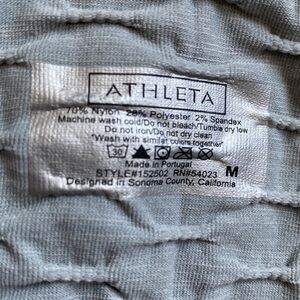 ATHLETA
70% Nylon 28% Polyester 2% Spandex
Machine wash cold/Do not bleach/Tumble dry low
Do not iron/Do not dry clean
"Wash with similar colors together"
30
Made in Portugal
STYLE#152502 RN#54023 M
Designed in Sonoma County, California